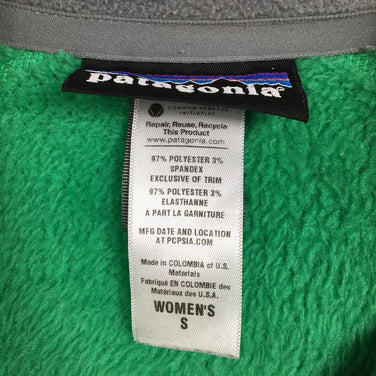 patagonia®
COMMON THREADS
INITIATIVE
Repair, Reuse, Recycle
This Product
www.patagonia.com
97% POLYESTER 3%
SPANDEX
EXCLUSIVE OF TRIM
97% POLYESTER 3%
ELASTHANNE
A PART LA GARNITURE
MFG DATE AND LOCATION
AT PCPSIA.COM
Made in COLOMBIA of U.S.
Materials
Fabriqué EN COLOMBIE des
Matériaux des U.S.A.
WOMEN'S
S